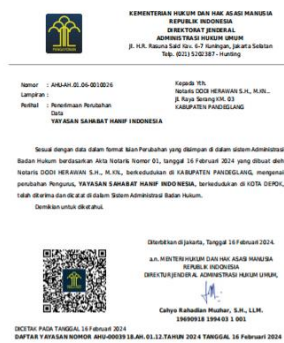 KEMENTERIAN HUKUM DAN HAK ASASI MANUSIA
REPUBLIK INDONESIA
DIREKTORAT JENDERAL
ADMINISTRASI HUKUM UMUM
Jl. H.R. Rasuna Said Kav. 6-7 Kuningan, Jakarta Selatan
Telp. (021) 5202387 - Hunting
Nomor : AHU-AH.01.06-0010026
Lampiran :
Perihal : Penerimaan Perubahan
Data
YAYASAN SAHABAT HANIF INDONESIA
Kepada Yth.
Notaris DODI HERAWAN S.H., M.KN..
Jl. Raya Serang KM. 03
KABUPATEN PANDEGLANG
Sesuai dengan data dalam format Isian Perubahan yang disimpan di dalam sistem Administrasi
Badan Hukum berdasarkan Akta Notaris Nomor 01, tanggal 16 Februari 2024 yang dibuat oleh
Notaris DODI HERAWAN S.H., M.KN., berkedudukan di KABUPATEN PANDEGLANG, mengenai
perubahan Pengurus, YAYASAN SAHABAT HANIF INDONESIA, berkedudukan di KOTA DEPOK,
telah diterima dan dicatat di dalam Sistem Administrasi Badan Hukum.
Demikian untuk diketahui.
Diterbitkan di Jakarta, Tanggal 16 Februari 2024.
a.n. MENTERI HUKUM DAN HAK ASASI MANUSIA
REPUBLIK INDONESIA
DIREKTUR JENDERAL ADMINISTRASI HUKUM UMUM,
Cahyo Rahadian Muzhar, S.H., LLM.
19690918 199403 1 001
DICETAK PADA TANGGAL 16 Februari 2024
DAFTAR YAYASAN NOMOR AHU-0003918.AH.01.12.TAHUN 2024 TANGGAL 16 Februari 2024